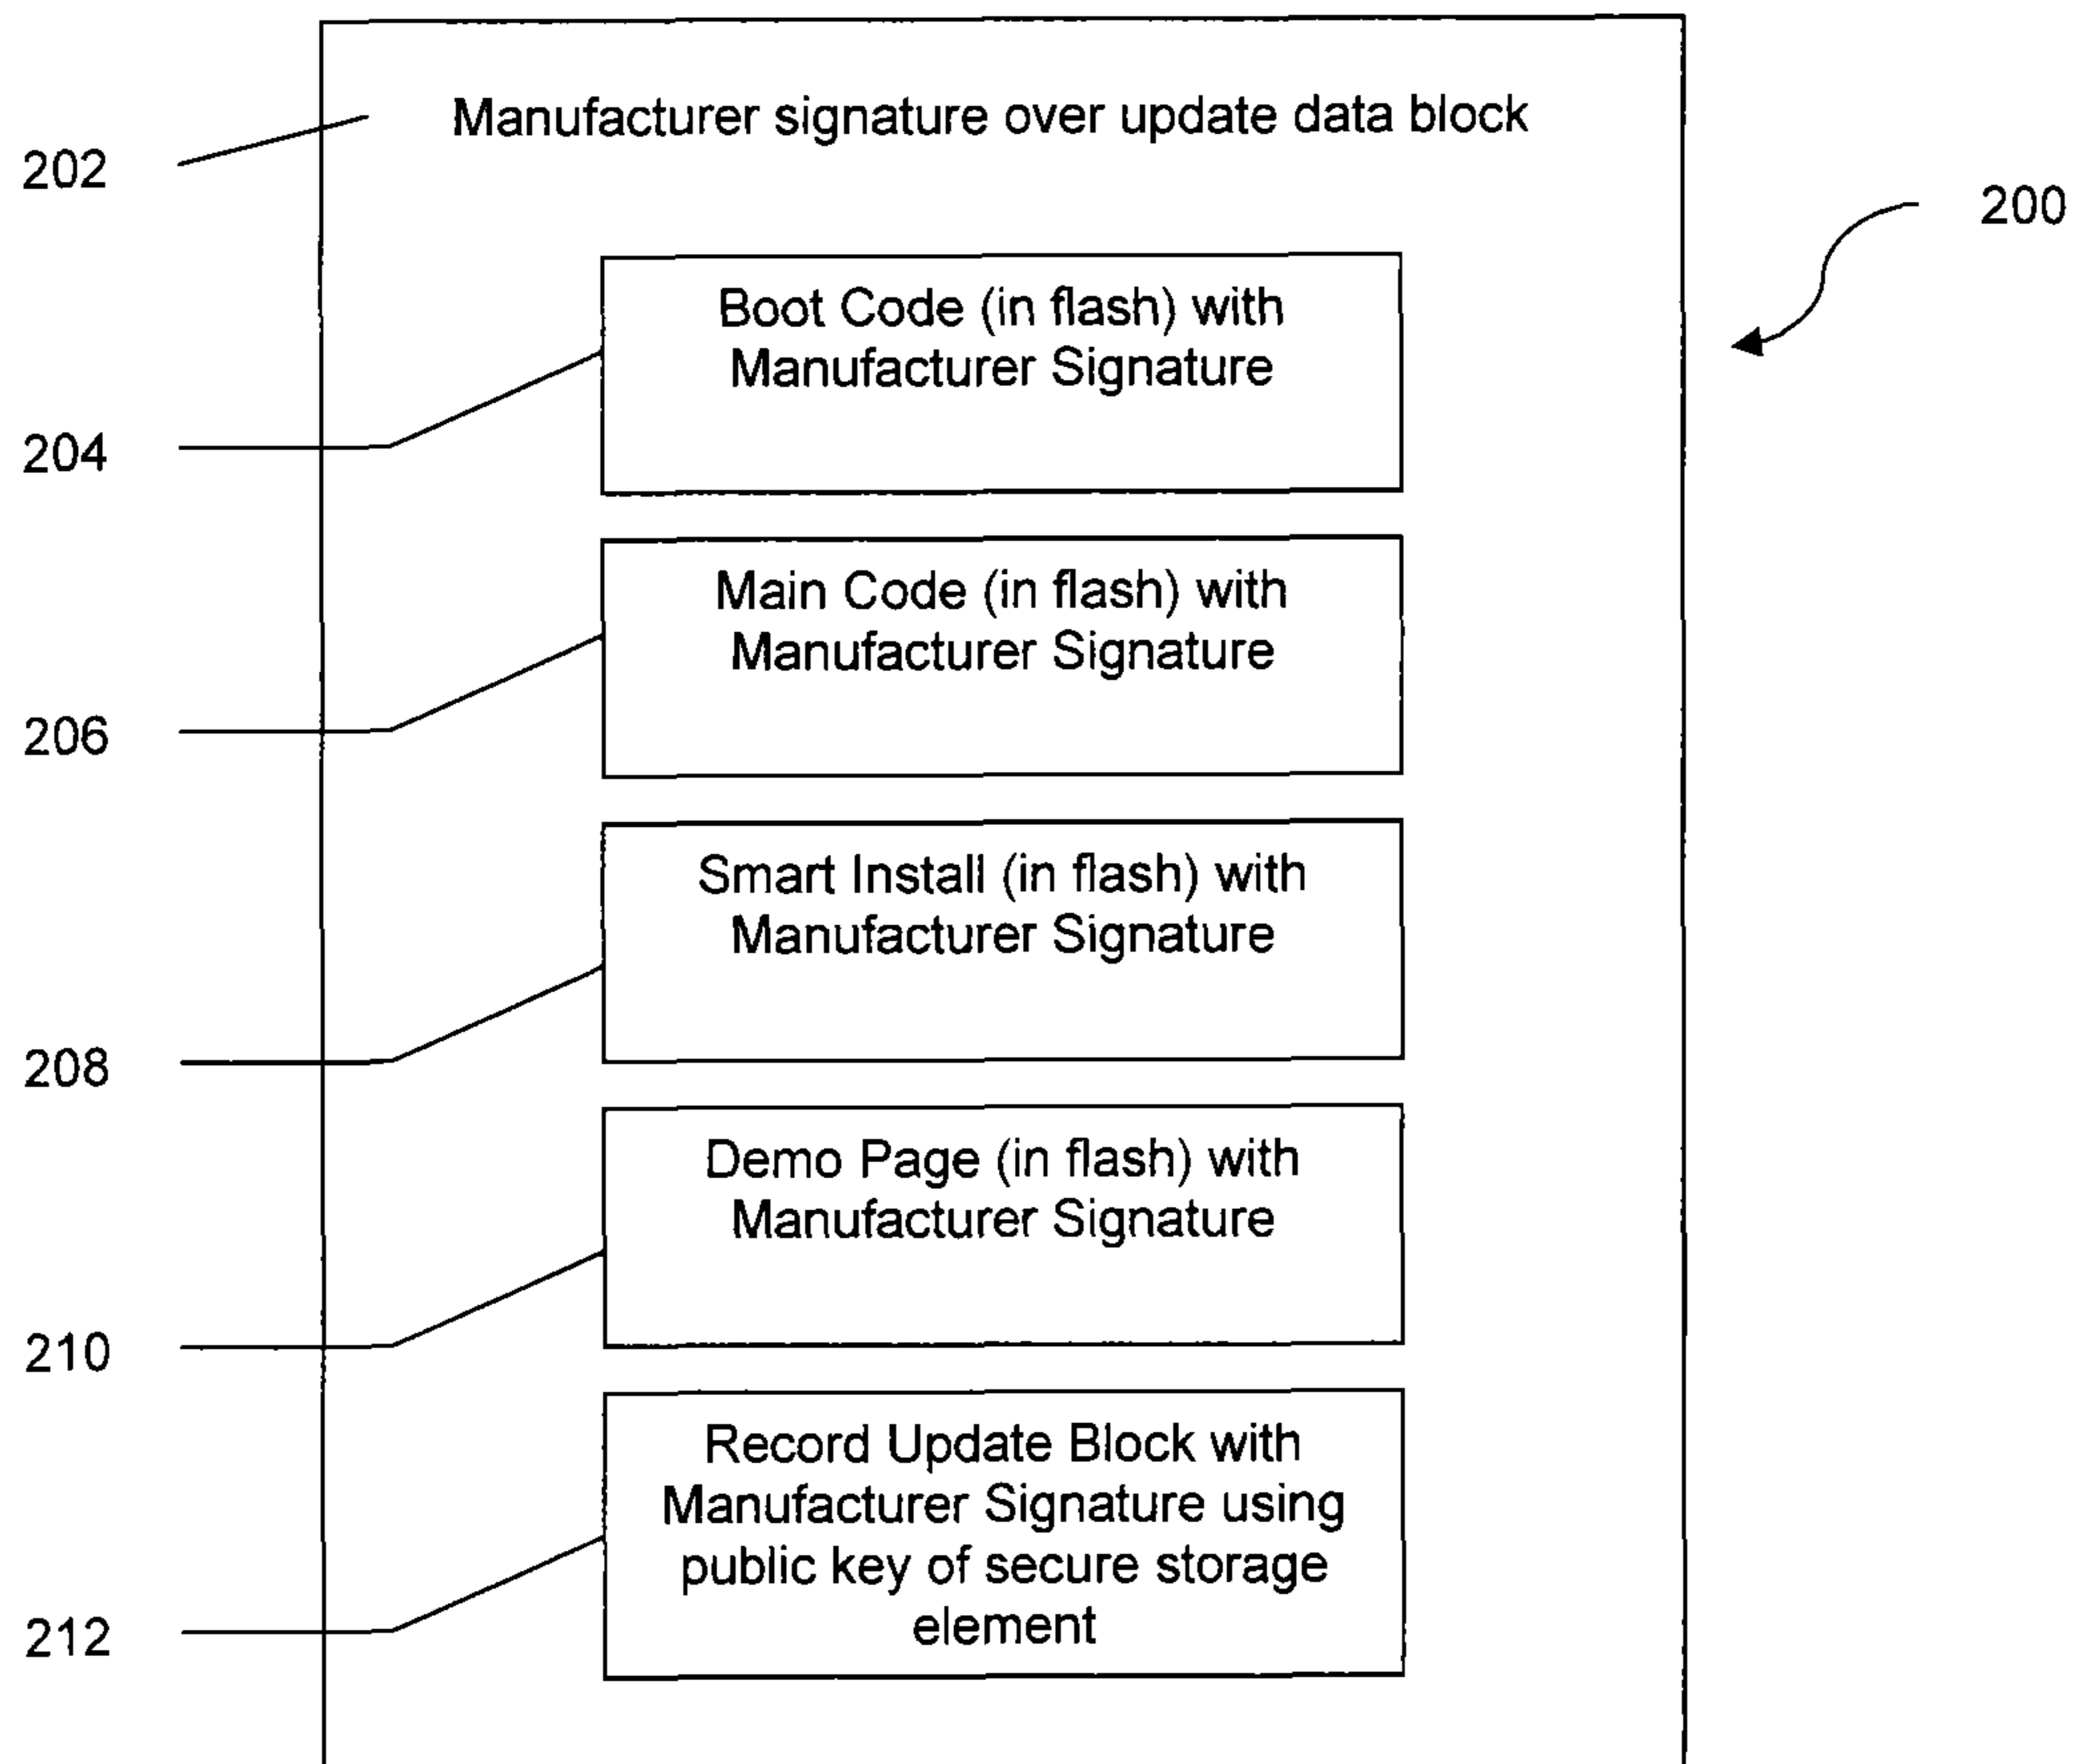 Manufacturer signature over update data block
202
200
Boot Code (in flash) with
Manufacturer Signature
204
Main Code (in flash) with
Manufacturer Signature
206
Smart Install (in flash) with
Manufacturer Signature
208
Demo Page (in flash) with
Manufacturer Signature
210
Record Update Block with
Manufacturer Signature using
public key of secure storage
element
212